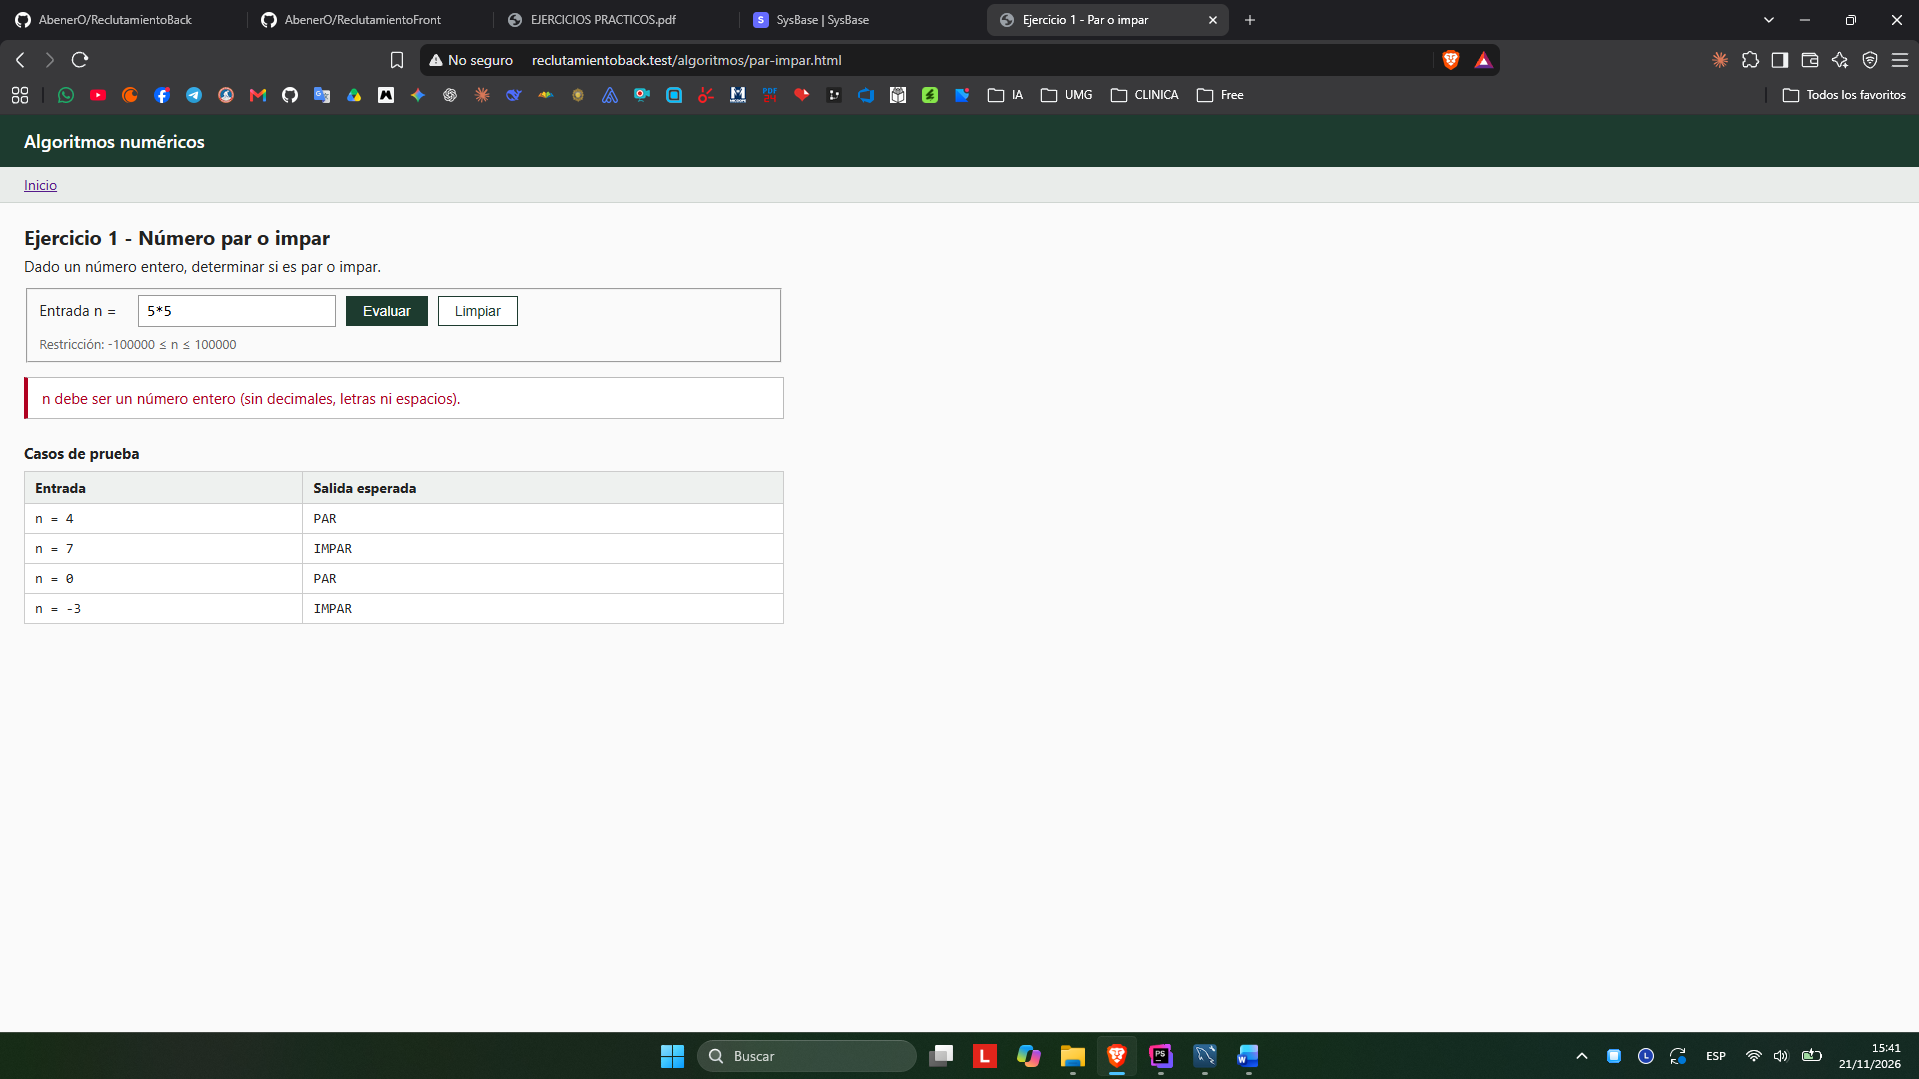 AbenerO/ReclutamientoBack
AbenerO/ReclutamientoFront
EJERCICIOS PRACTICOS.pdf
S SysBase | SysBase
Ejercicio 1 - Par o impar
No seguro reclutamientoback.test/algoritmos/par-impar.html
IA
UMG
CLINICA
Free
Todos los favoritos
Algoritmos numéricos
Inicio
Ejercicio 1 - Número par o impar
Dado un número entero, determinar si es par o impar.
Entrada n = 5*5 Evaluar Limpiar
Restricción: -100000 ≤ n ≤ 100000
n debe ser un número entero (sin decimales, letras ni espacios).
Casos de prueba
Entrada Salida esperada
n = 4 PAR
n = 7 IMPAR
n = 0 PAR
n = -3 IMPAR
Buscar
L
PS
W
L
ESP
15:41
21/11/2026